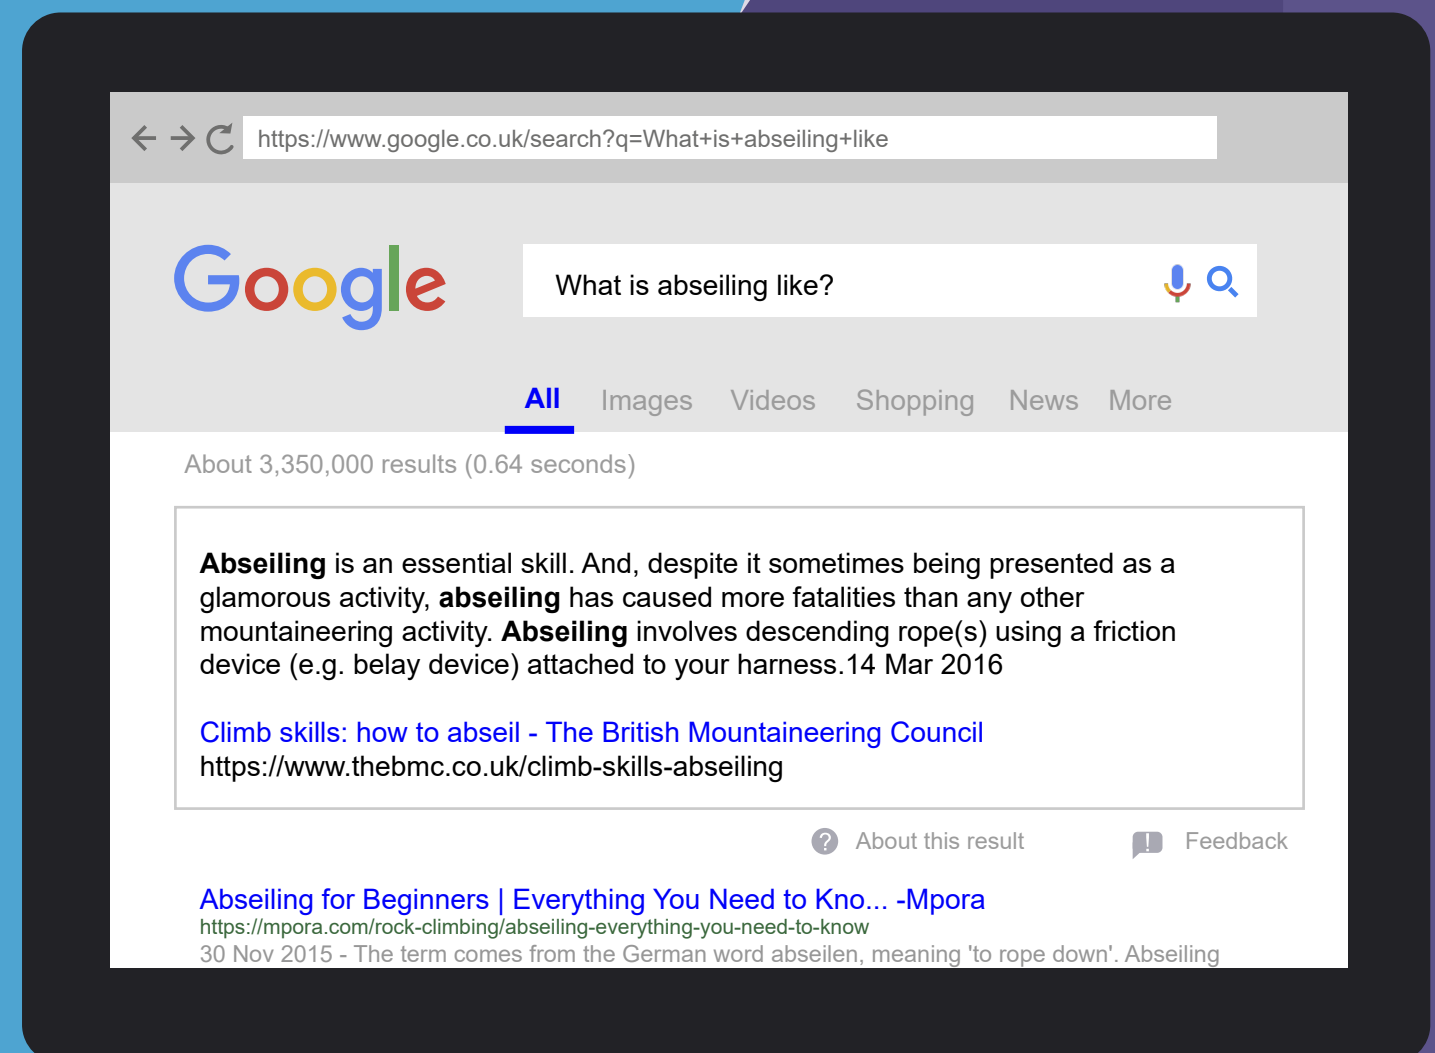 https://www.google.co.uk/search?q=What+is+abseiling+like
Google
What is abseiling like?
All Images Videos Shopping News More
About 3,350,000 results (0.64 seconds)
Abseiling is an essential skill. And, despite it sometimes being presented as a
glamorous activity, abseiling has caused more fatalities than any other
mountaineering activity. Abseiling involves descending rope(s) using a friction
device (e.g. belay device) attached to your harness.14 Mar 2016
Climb skills: how to abseil - The British Mountaineering Council
https://www.thebmc.co.uk/climb-skills-abseiling
About this result Feedback
Abseiling for Beginners | Everything You Need to Kno... -Mpora
https://mpora.com/rock-climbing/abseiling-everything-you-need-to-know
30 Nov 2015 - The term comes from the German word abseilen, meaning 'to rope down'. Abseiling